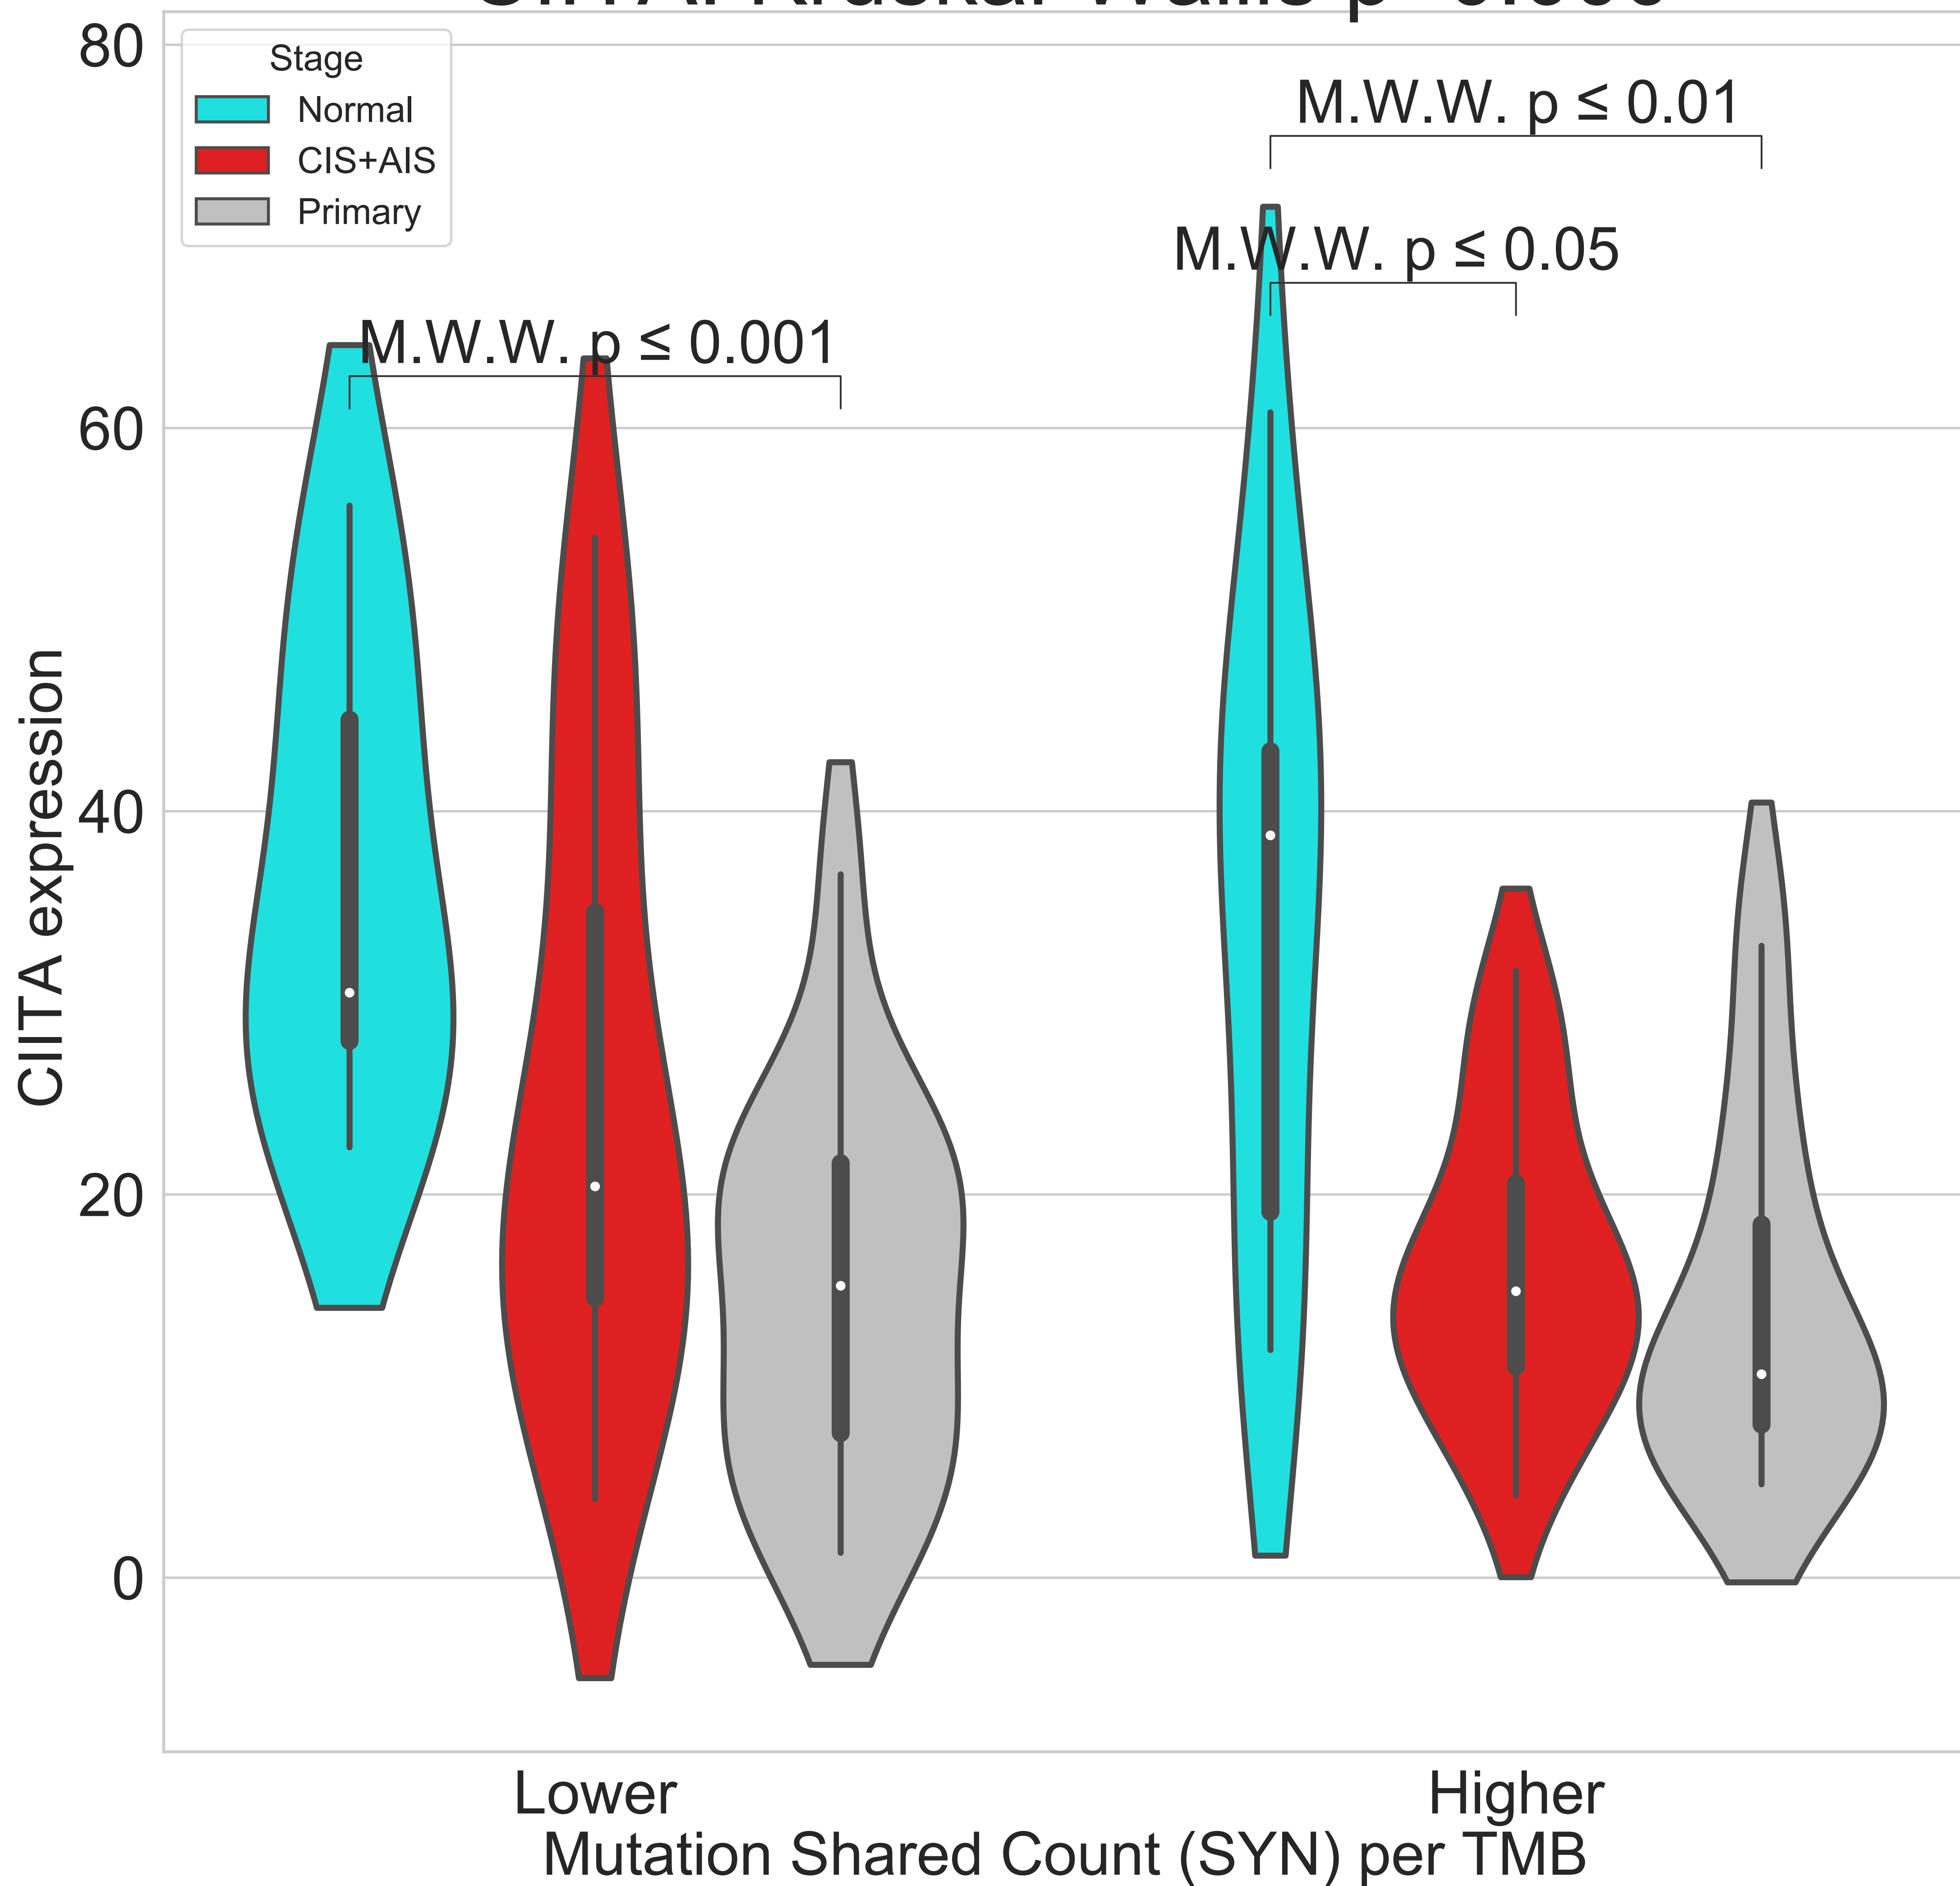 80
Stage
Normal
CIS+AIS
Primary
M.W.W. p ≤ 0.01
M.W.W. p ≤ 0.05
M.W.W. p ≤ 0.001
60
40
20
0
CIITA expression
Lower
Higher
Mutation Shared Count (SYN) per TMB